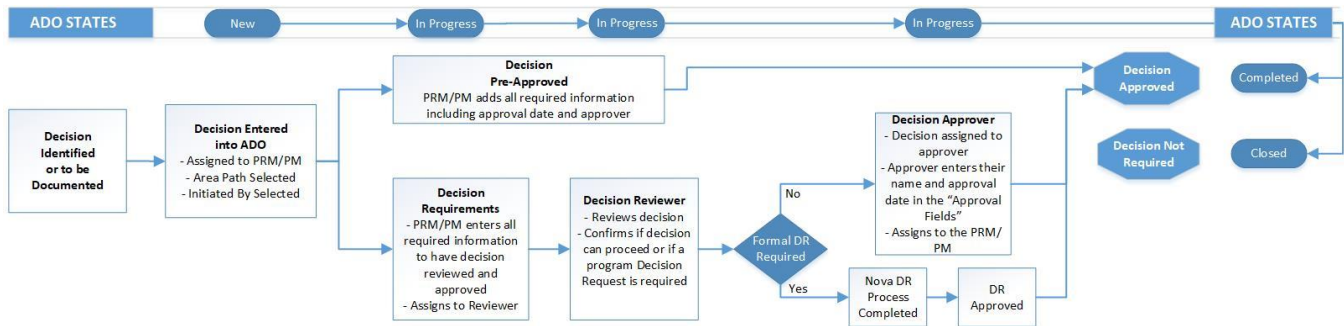 ADO STATES
New
In Progress
In Progress
In Progress
ADO STATES
Decision
Identified
or to be
Documented
Decision Entered
into ADO
- Assigned to PRM/PM
- Area Path Selected
- Initiated By Selected
Decision
Pre-Approved
PRM/PM adds all required information
including approval date and approver
Decision
Requirements
- PRM/PM enters all
required information
to have decision
reviewed and
approved
- Assigns to Reviewer
Decision Reviewer
- Reviews decision
- Confirms if decision
can proceed or if a
program Decision
Request is required
Formal DR
Required
No
Yes
Decision Approver
- Decision assigned to
approver
- Approver enters their
name and approval
date in the “Approval
Fields”
- Assigns to the PRM/
PM
Nova DR
Process
Completed
DR
Approved
Decision
Approved
Decision Not
Required
Completed
Closed